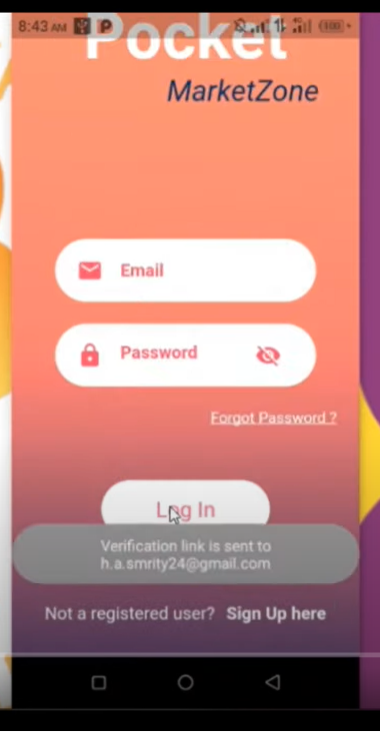 8:43 AM
100
Pocket
MarketZone
Email
Password
Forgot Password ?
Log In
Verification link is sent to
h.a.smrity24@gmail.com
Not a registered user? Sign Up here